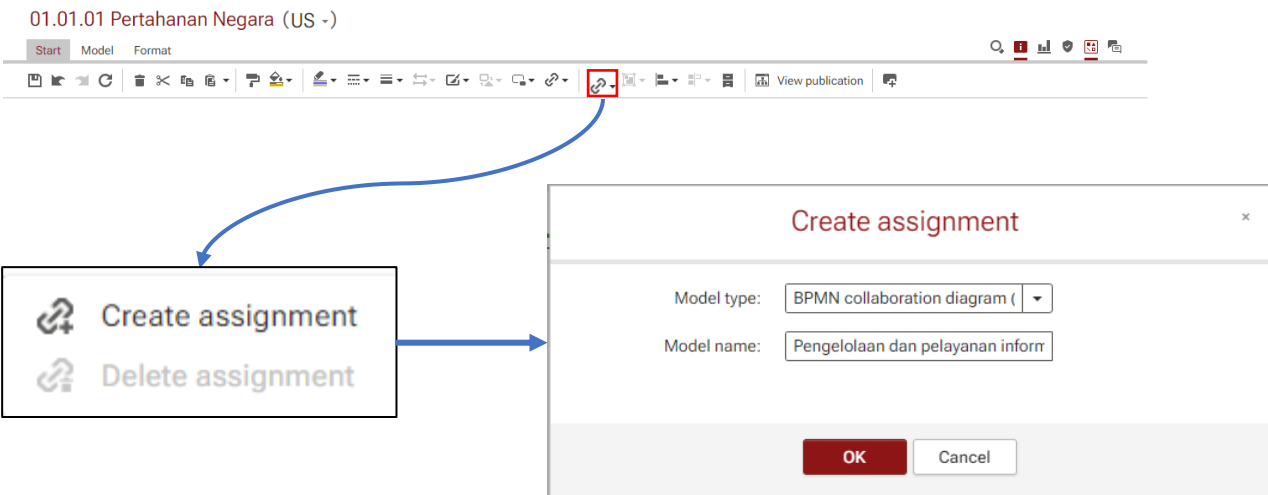 01.01.01 Pertahanan Negara (US -)
Start Model Format
View publication
Create assignment
Delete assignment
Create assignment
×
Model type: BPMN collaboration diagram (
Model name: Pengelolaan dan pelayanan inform
OK Cancel